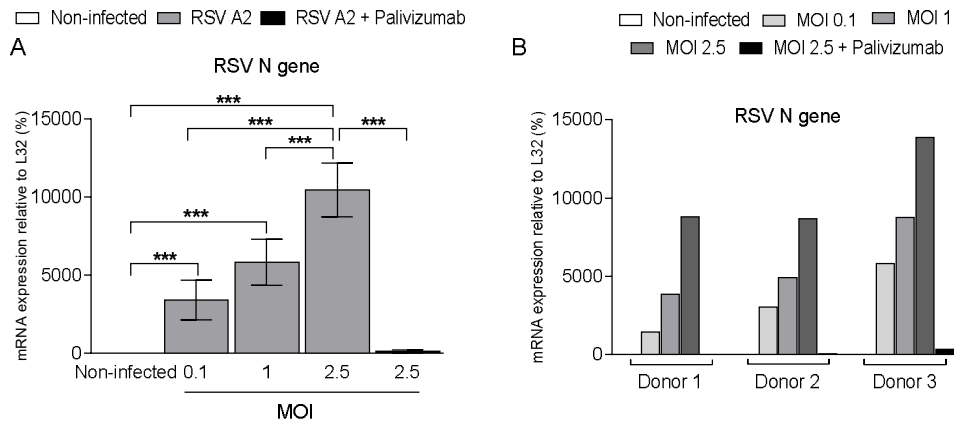 Non-infected RSV A2 RSV A2 + Palivizumab
A
RSV N gene
mRNA expression relative to L32 (%)
15000
10000
5000
0
***
***
***
***
***
***
Non-infected 0.1 1 2.5 2.5
MOI
Non-infected MOI 0.1 MOI 1
MOI 2.5 MOI 2.5 + Palivizumab
B
RSV N gene
mRNA expression relative to L32 (%)
15000
10000
5000
0
Donor 1 Donor 2 Donor 3